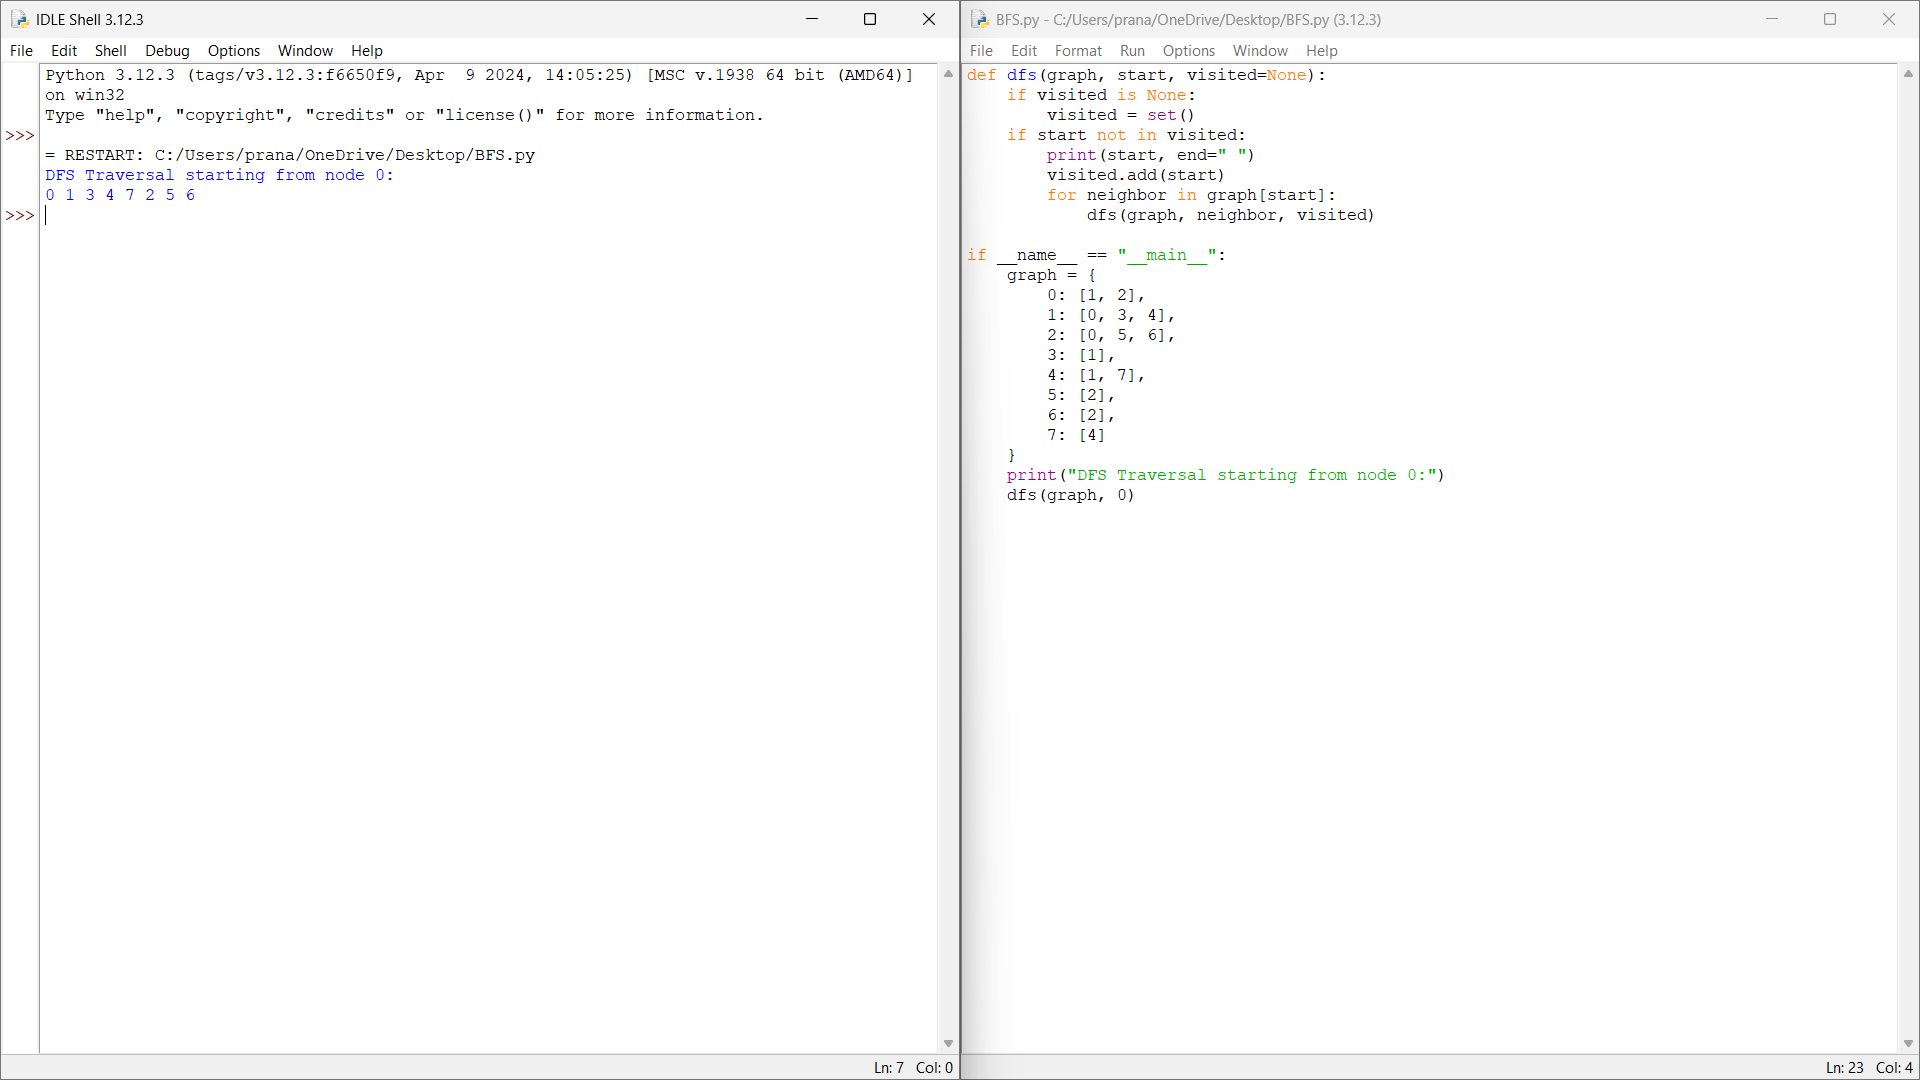 IDLE Shell 3.12.3
File Edit Shell Debug Options Window Help
Python 3.12.3 (tags/v3.12.3:f6650f9, Apr  9 2024, 14:05:25) [MSC v.1938 64 bit (AMD64)]
on win32
Type "help", "copyright", "credits" or "license()" for more information.
>>>
= RESTART: C:/Users/prana/OneDrive/Desktop/BFS.py
DFS Traversal starting from node 0:
0 1 3 4 7 2 5 6
>>>
Ln: 7 Col: 0
BFS.py - C:/Users/prana/OneDrive/Desktop/BFS.py (3.12.3)
File Edit Format Run Options Window Help
def dfs(graph, start, visited=None):
    if visited is None:
        visited = set()
    if start not in visited:
        print(start, end=" ")
        visited.add(start)
        for neighbor in graph[start]:
            dfs(graph, neighbor, visited)

if __name__ == "__main__":
    graph = {
        0: [1, 2],
        1: [0, 3, 4],
        2: [0, 5, 6],
        3: [1],
        4: [1, 7],
        5: [2],
        6: [2],
        7: [4]
    }
    print("DFS Traversal starting from node 0:")
    dfs(graph, 0)
Ln: 23 Col: 4